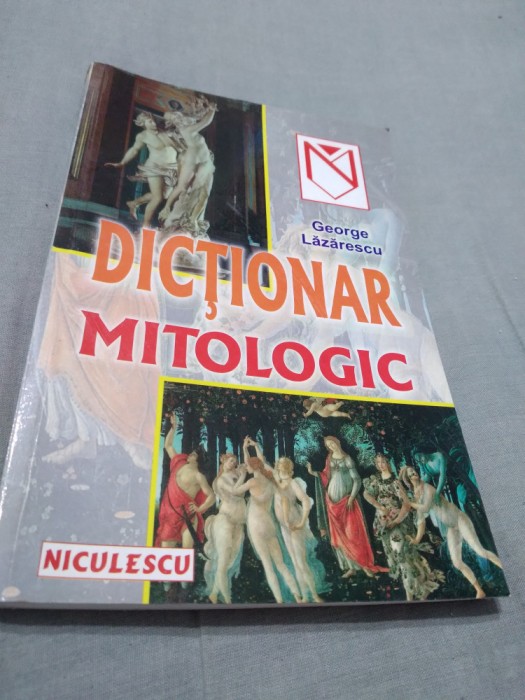 George
Lăzărescu
DICȚIONAR
MITOLOGIC
NICULESCU